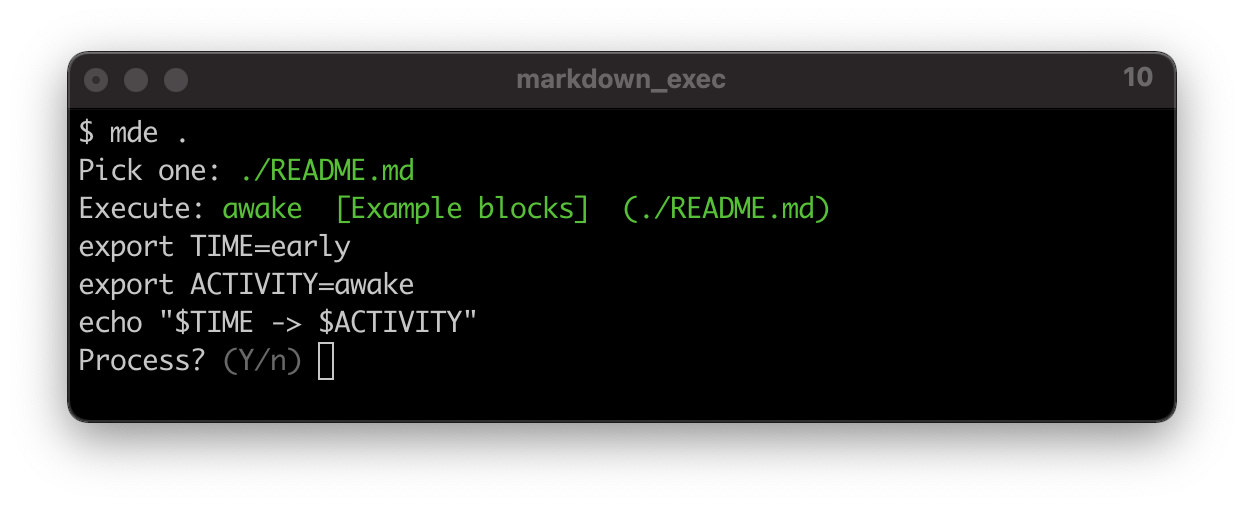 markdown_exec 10
$ mde .
Pick one: ./README.md
Execute: awake  [Example blocks]  (./README.md)
export TIME=early
export ACTIVITY=awake
echo "$TIME -> $ACTIVITY"
Process? (Y/n)